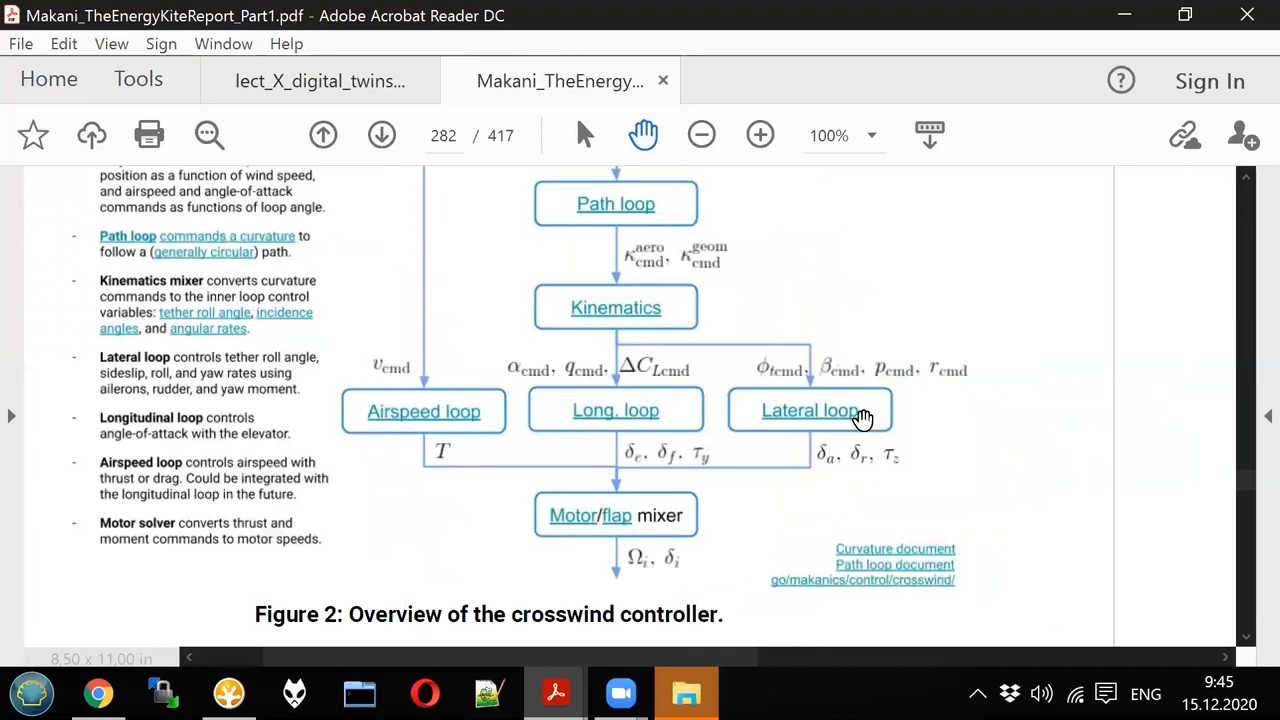 Makani_TheEnergyKiteReport_Part1.pdf - Adobe Acrobat Reader DC
File Edit View Sign Window Help
Home Tools lect_X_digital_twins... Makani_TheEnergy... Sign In
282 / 417 100%
position as a function of wind speed,
and airspeed and angle-of-attack
commands as functions of loop angle.
- Path loop commands a curvature to
follow a (generally circular) path.
- Kinematics mixer converts curvature
commands to the inner loop control
variables: tether roll angle, incidence
angles, and angular rates.
- Lateral loop controls tether roll angle,
sideslip, roll, and yaw rates using
ailerons, rudder, and yaw moment.
- Longitudinal loop controls
angle-of-attack with the elevator.
- Airspeed loop controls airspeed with
thrust or drag. Could be integrated with
the longitudinal loop in the future.
- Motor solver converts thrust and
moment commands to motor speeds.
Path loop
κ^aero_cmd, κ^geom_cmd
Kinematics
v_cmd
α_cmd, q_cmd, ΔC_Lcmd
ϕ_tcmd, β_cmd, p_cmd, r_cmd
Airspeed loop
Long. loop
Lateral loop
T
δ_e, δ_f, τ_y
δ_a, δ_r, τ_z
Motor/flap mixer
Ω_i, δ_i
Curvature document
Path loop document
go/makanics/control/crosswind/
Figure 2: Overview of the crosswind controller.
8,50 x 11,00 in
ENG
9:45
15.12.2020